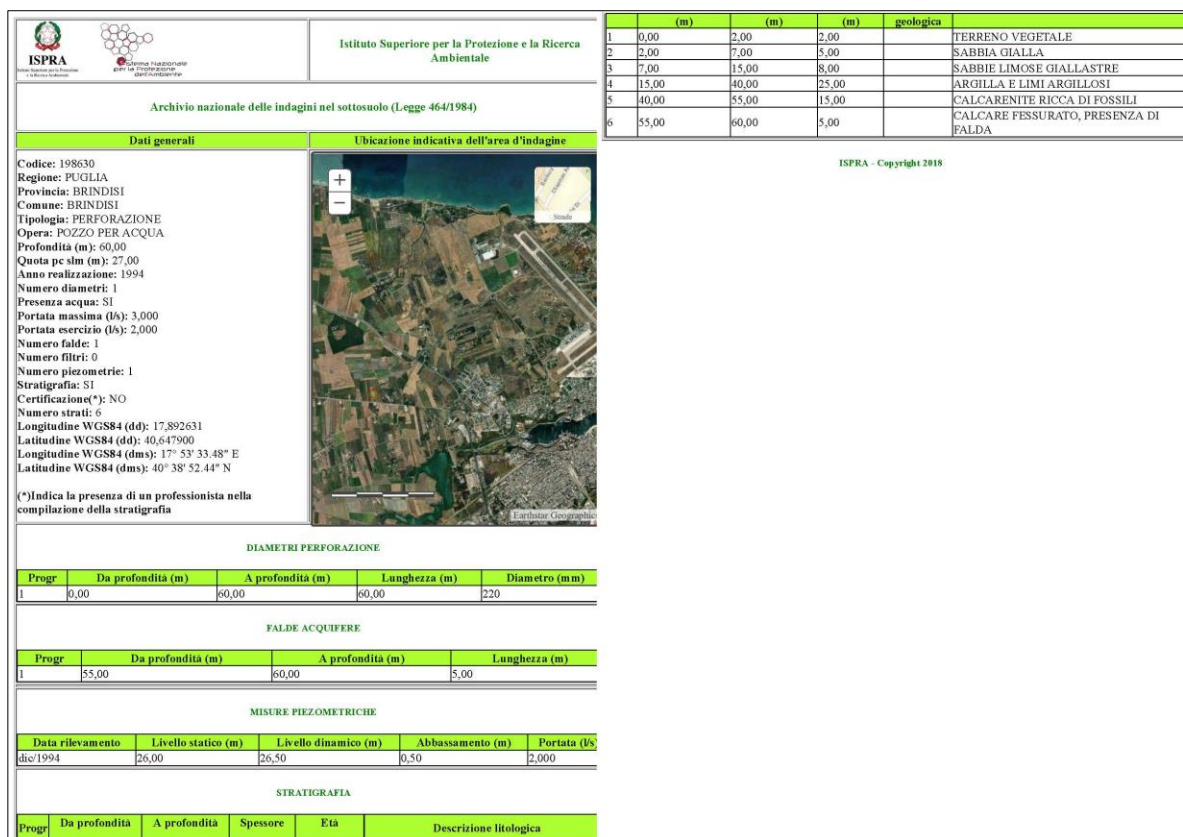 ISPRA
Istituto Superiore per la Protezione
e la Ricerca Ambientale
Sistema Nazionale
per la Protezione
dell'Ambiente
Istituto Superiore per la Protezione e la Ricerca
Ambientale
Archivio nazionale delle indagini nel sottosuolo (Legge 464/1984)
Dati generali
Ubicazione indicativa dell'area d'indagine
Codice: 198630
Regione: PUGLIA
Provincia: BRINDISI
Comune: BRINDISI
Tipologia: PERFORAZIONE
Opera: POZZO PER ACQUA
Profondità (m): 60,00
Quota pc slm (m): 27,00
Anno realizzazione: 1994
Numero diametri: 1
Presenza acqua: SI
Portata massima (l/s): 3,000
Portata esercizio (l/s): 2,000
Numero falde: 1
Numero filtri: 0
Numero piezometrie: 1
Stratigrafia: SI
Certificazione(*): NO
Numero strati: 6
Longitudine WGS84 (dd): 17,892631
Latitudine WGS84 (dd): 40,647900
Longitudine WGS84 (dms): 17° 53' 33.48" E
Latitudine WGS84 (dms): 40° 38' 52.44" N
(*)Indica la presenza di un professionista nella
compilazione della stratigrafia
+
−
Strade
Earthstar Geographics
DIAMETRI PERFORAZIONE
Progr Da profondità (m) A profondità (m) Lunghezza (m) Diametro (mm)
1 0,00 60,00 60,00 220
FALDE ACQUIFERE
Progr Da profondità (m) A profondità (m) Lunghezza (m)
1 55,00 60,00 5,00
MISURE PIEZOMETRICHE
Data rilevamento Livello statico (m) Livello dinamico (m) Abbassamento (m) Portata (l/s)
dic/1994 26,00 26,50 0,50 2,000
STRATIGRAFIA
Progr Da profondità A profondità Spessore Età Descrizione litologica
(m) (m) (m) geologica
1 0,00 2,00 2,00 TERRENO VEGETALE
2 2,00 7,00 5,00 SABBIA GIALLA
3 7,00 15,00 8,00 SABBIE LIMOSE GIALLASTRE
4 15,00 40,00 25,00 ARGILLA E LIMI ARGILLOSI
5 40,00 55,00 15,00 CALCARENITE RICCA DI FOSSILI
6 55,00 60,00 5,00 CALCARE FESSURATO, PRESENZA DI
FALDA
ISPRA - Copyright 2018